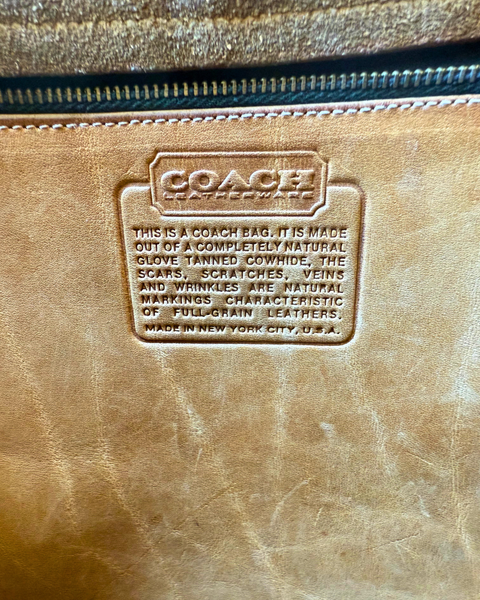 COACH
LEATHERWARE
THIS IS A COACH BAG. IT IS MADE
OUT OF A COMPLETELY NATURAL
GLOVE TANNED COWHIDE, THE
SCARS, SCRATCHES, VEINS
AND WRINKLES ARE NATURAL
MARKINGS CHARACTERISTIC
OF FULL-GRAIN LEATHERS.
MADE IN NEW YORK CITY, U.S.A.